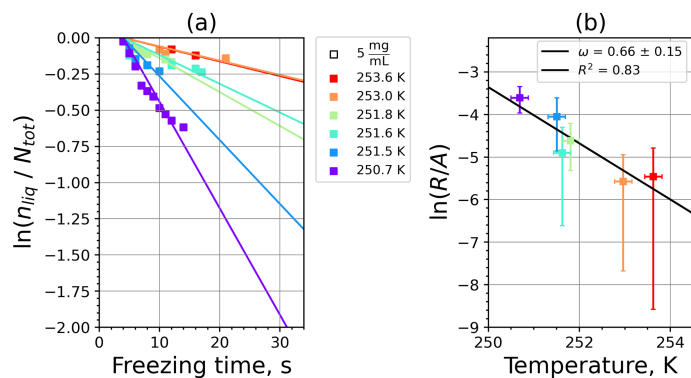 (a)
0.00
−0.25
−0.50
−0.75
−1.00
−1.25
−1.50
−1.75
−2.00
ln(n_liq / N_tot)
0 10 20 30
Freezing time, s
5 mg/mL
253.6 K
253.0 K
251.8 K
251.6 K
251.5 K
250.7 K
(b)
ω = 0.66 ± 0.15
R² = 0.83
−3
−4
−5
−6
−7
−8
−9
ln(R/A)
250 252 254
Temperature, K